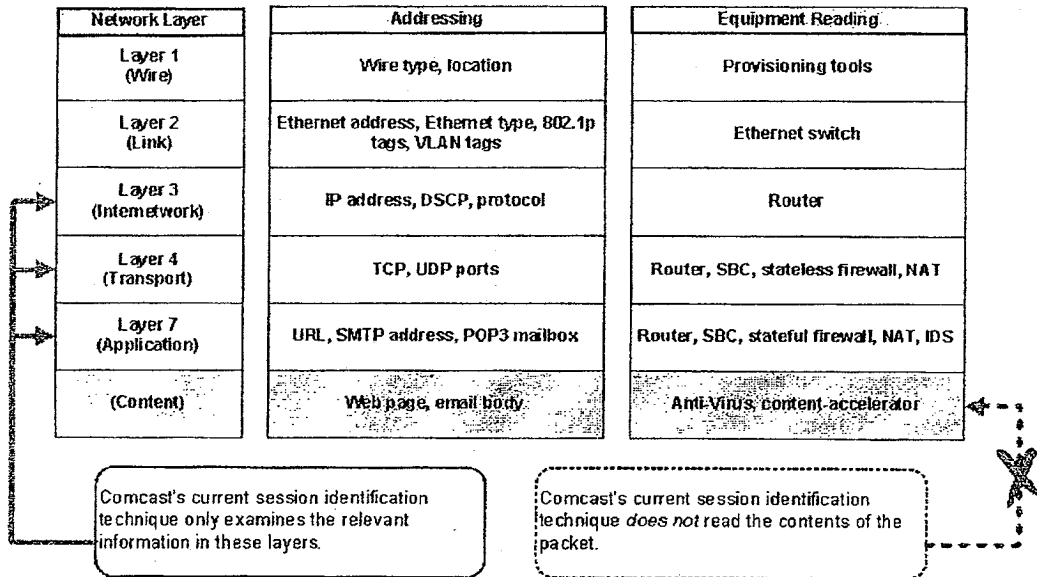 Network Layer
Addressing
Equipment Reading
Layer 1
(Wire)
Wire type, location
Provisioning tools
Layer 2
(Link)
Ethernet address, Ethernet type, 802.1p
tags, VLAN tags
Ethernet switch
Layer 3
(Internetwork)
IP address, DSCP, protocol
Router
Layer 4
(Transport)
TCP, UDP ports
Router, SBC, stateless firewall, NAT
Layer 7
(Application)
URL, SMTP address, POP3 mailbox
Router, SBC, stateful firewall, NAT, IDS
(Content)
Web page, email body
Anti-Virus, content-accelerator
Comcast's current session identification
technique only examines the relevant
information in these layers.
Comcast's current session identification
technique does not read the contents of the
packet.